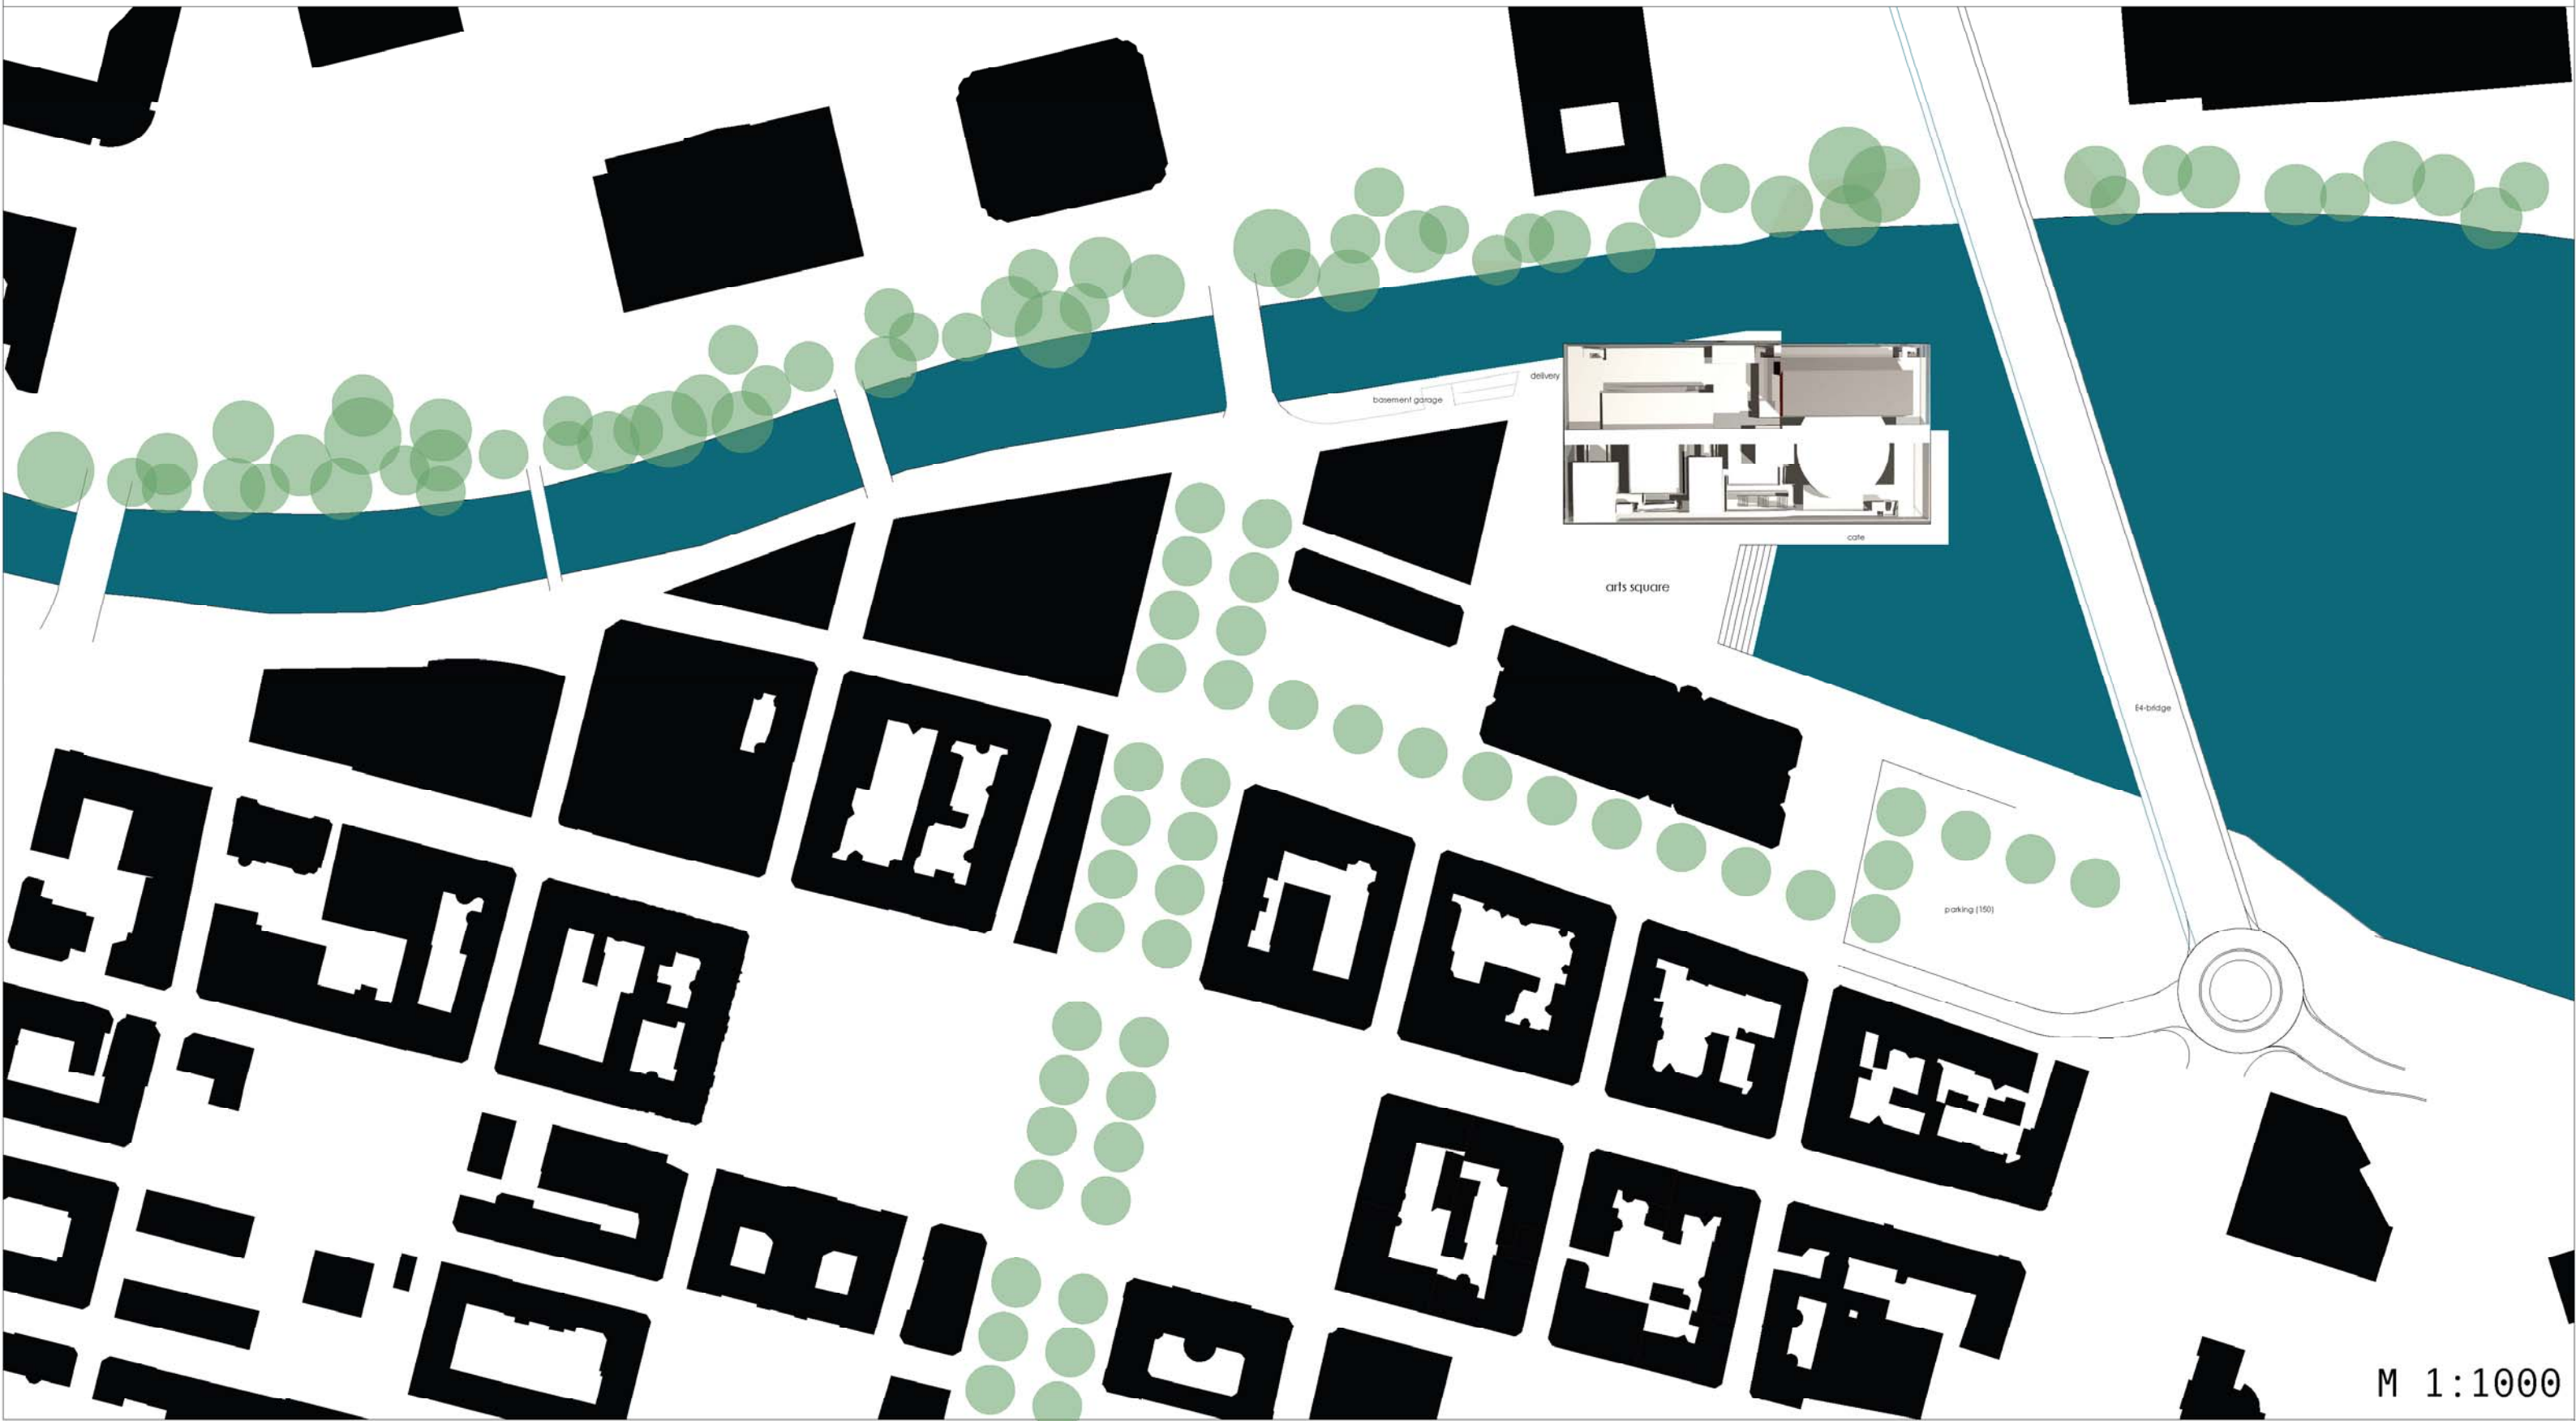 delivery
basement garage
cafe
arts square
E4-bridge
parking (150)
M 1:1000